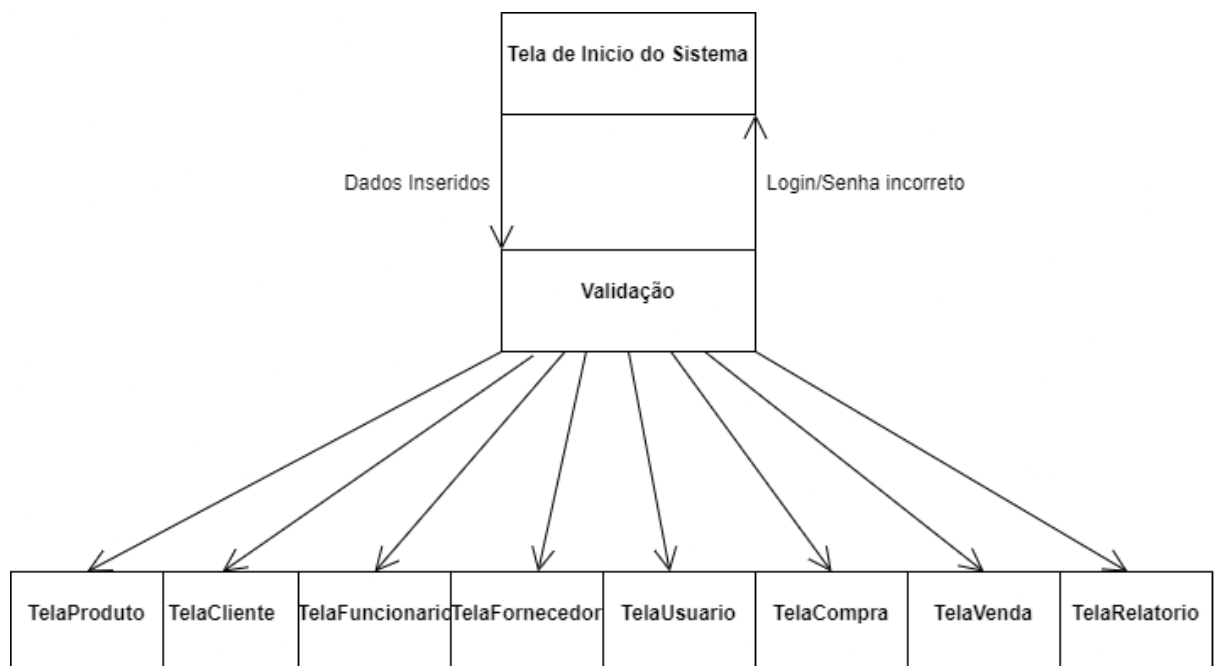 Tela de Inicio do Sistema
Dados Inseridos
Login/Senha incorreto
Validação
TelaProduto
TelaCliente
TelaFuncionario
TelaFornecedor
TelaUsuario
TelaCompra
TelaVenda
TelaRelatorio